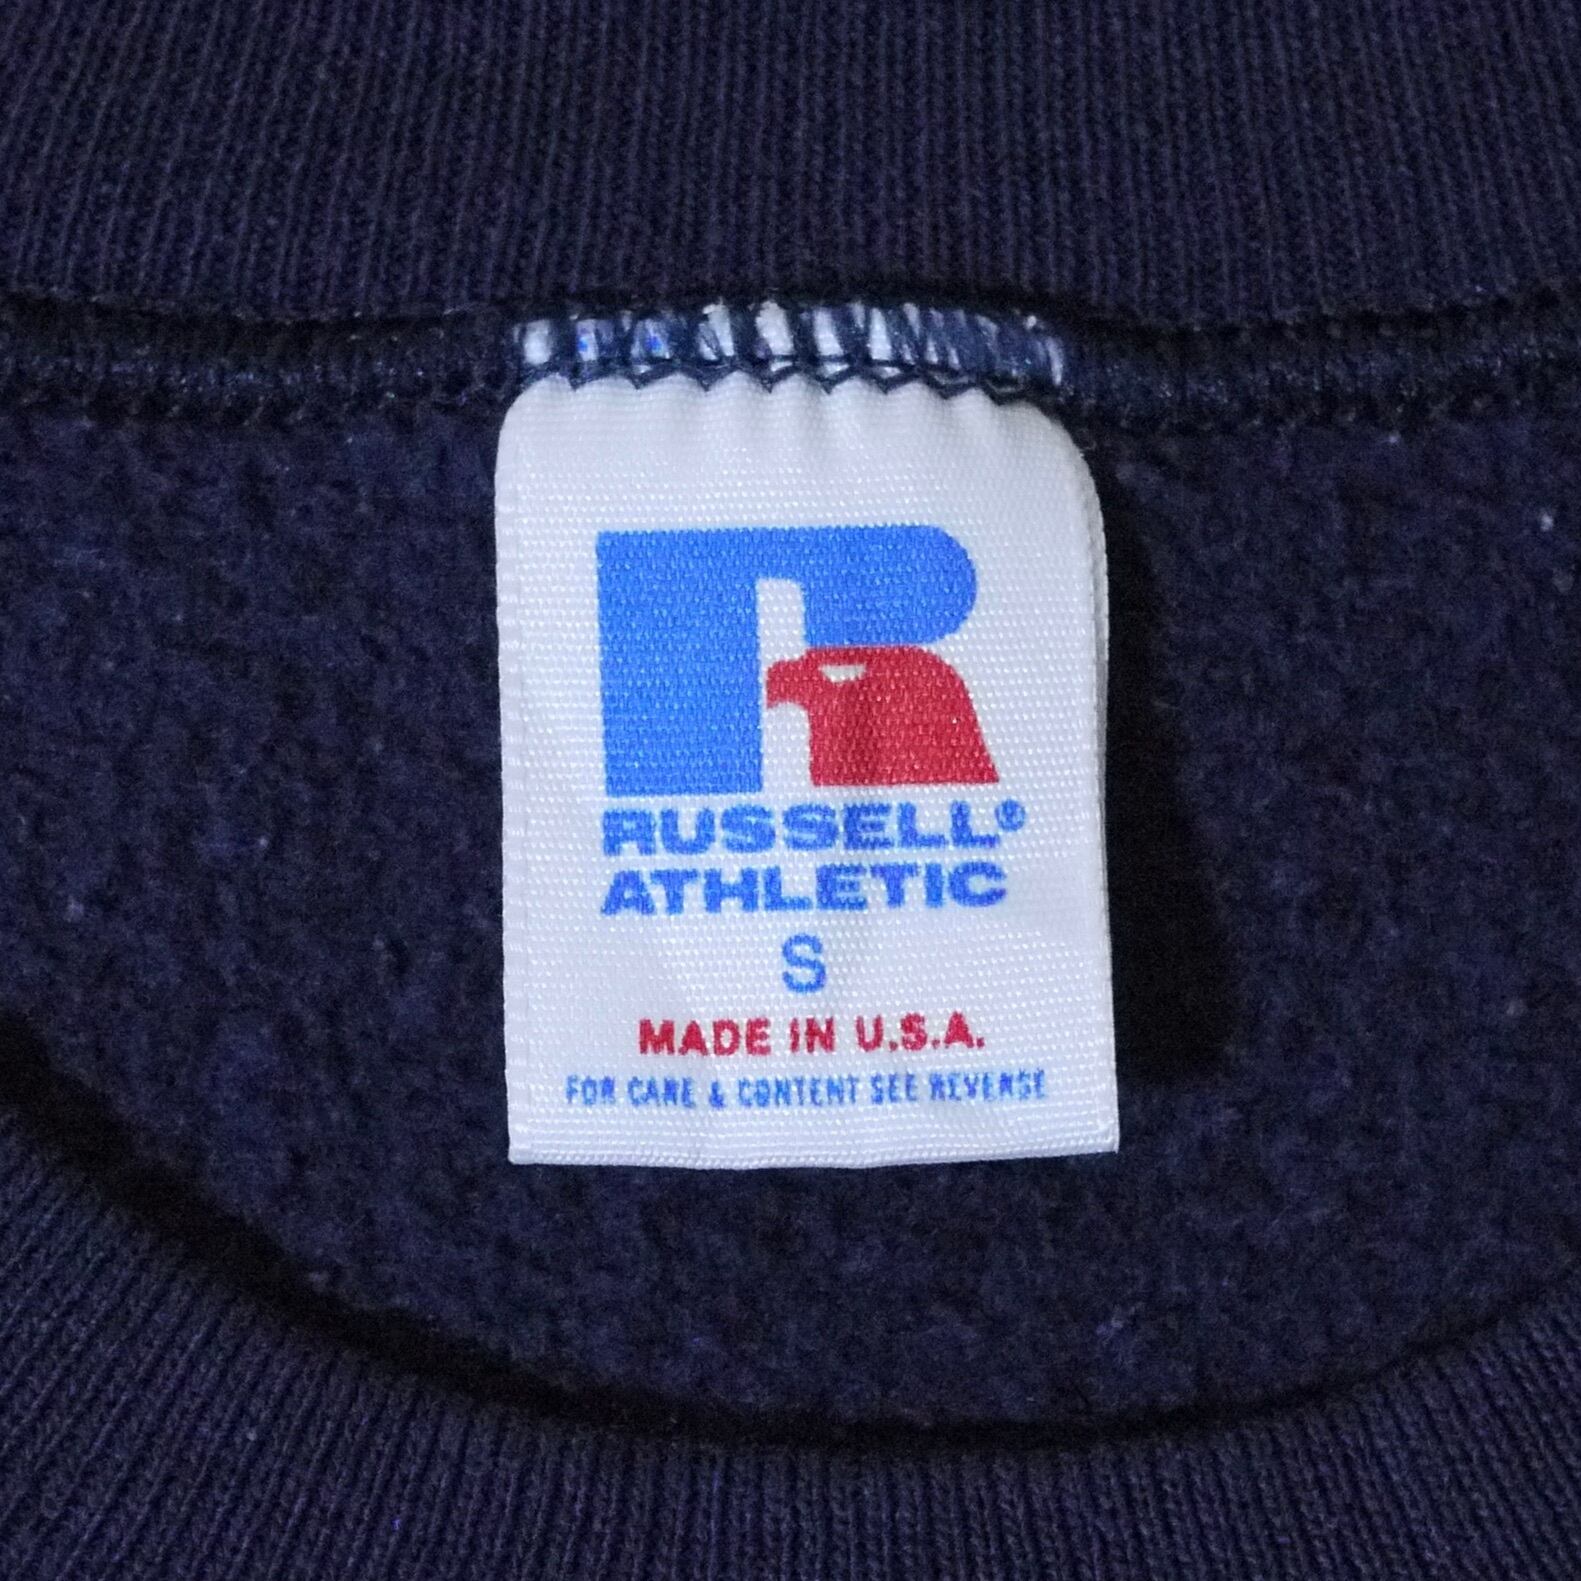 RUSSELL®
ATHLETIC
S
MADE IN U.S.A.
FOR CARE & CONTENT SEE REVERSE